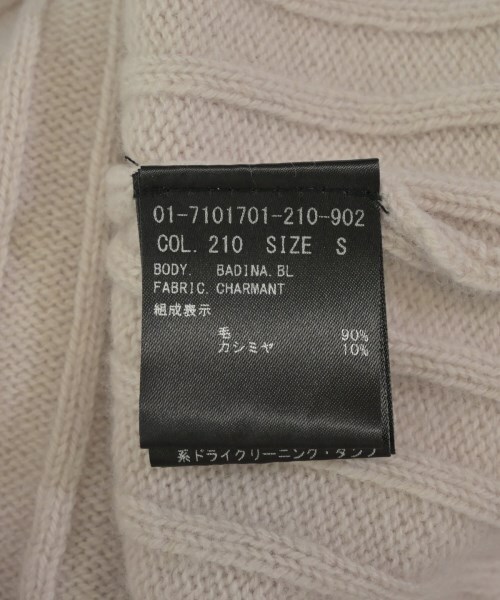 01-7101701-210-902
COL. 210 SIZE S
BODY. BADINA.BL
FABRIC. CHARMANT
組成表示
毛 90%
カシミヤ 10%
系ドライクリーニング・タンブ